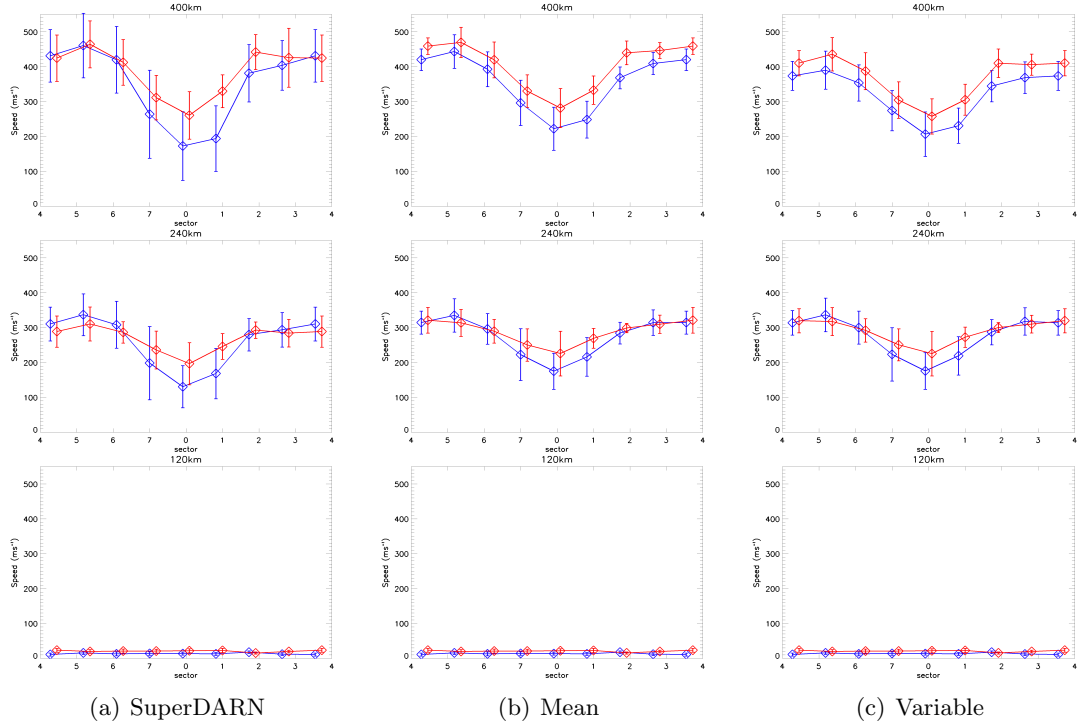 400km 400km 400km
500 500 500
400 400 400
Speed (ms⁻¹) Speed (ms⁻¹) Speed (ms⁻¹)
300 300 300
200 200 200
100 100 100
0 0 0
4 5 6 7 0 1 2 3 4 4 5 6 7 0 1 2 3 4 4 5 6 7 0 1 2 3 4
sector sector sector
240km 240km 240km
500 500 500
400 400 400
Speed (ms⁻¹) Speed (ms⁻¹) Speed (ms⁻¹)
300 300 300
200 200 200
100 100 100
0 0 0
4 5 6 7 0 1 2 3 4 4 5 6 7 0 1 2 3 4 4 5 6 7 0 1 2 3 4
sector sector sector
120km 120km 120km
500 500 500
400 400 400
Speed (ms⁻¹) Speed (ms⁻¹) Speed (ms⁻¹)
300 300 300
200 200 200
100 100 100
0 0 0
4 5 6 7 0 1 2 3 4 4 5 6 7 0 1 2 3 4 4 5 6 7 0 1 2 3 4
sector sector sector
(a) SuperDARN (b) Mean (c) Variable